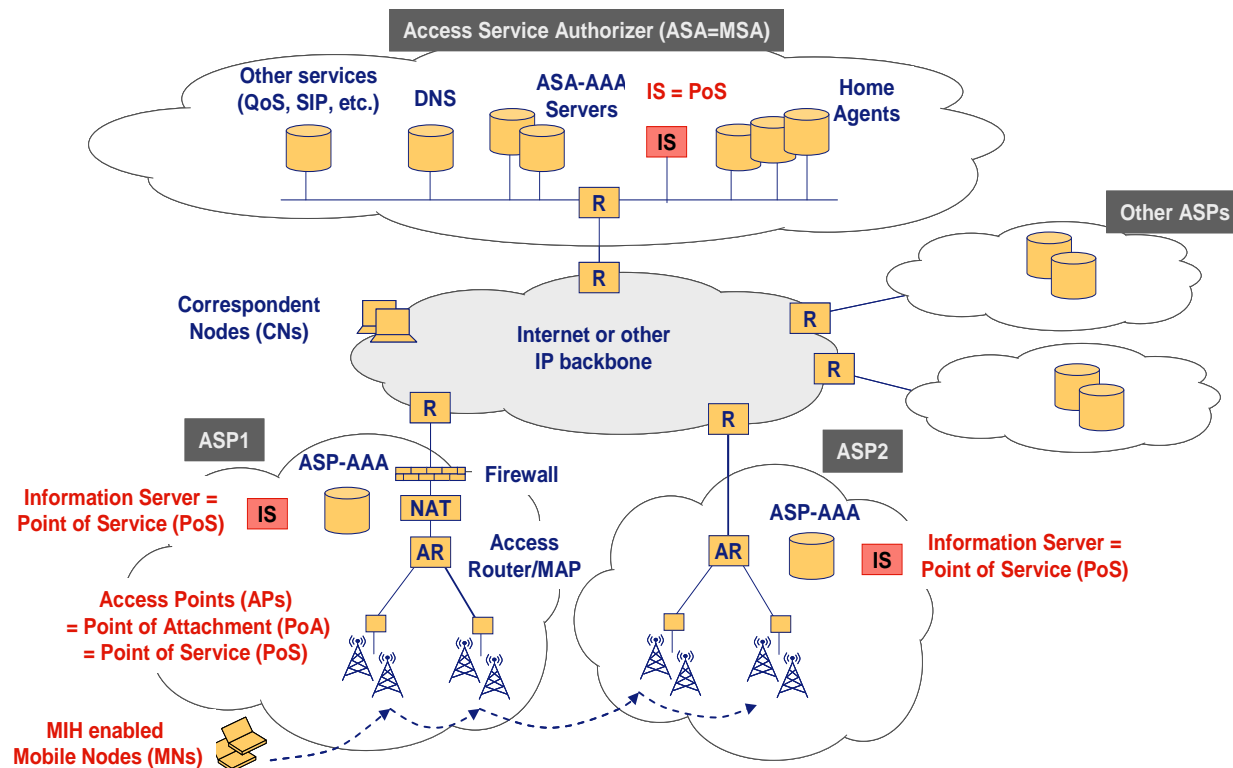 Access Service Authorizer (ASA=MSA)
Other services
(QoS, SIP, etc.)
DNS
ASA-AAA
Servers
IS = PoS
Home
Agents
IS
R
Other ASPs
R
Correspondent
Nodes (CNs)
Internet or other
IP backbone
R
R
R
R
ASP1
ASP2
ASP-AAA
Firewall
Information Server =
Point of Service (PoS)
IS
NAT
ASP-AAA
AR
Access
Router/MAP
AR
IS
Information Server =
Point of Service (PoS)
Access Points (APs)
= Point of Attachment (PoA)
= Point of Service (PoS)
MIH enabled
Mobile Nodes (MNs)